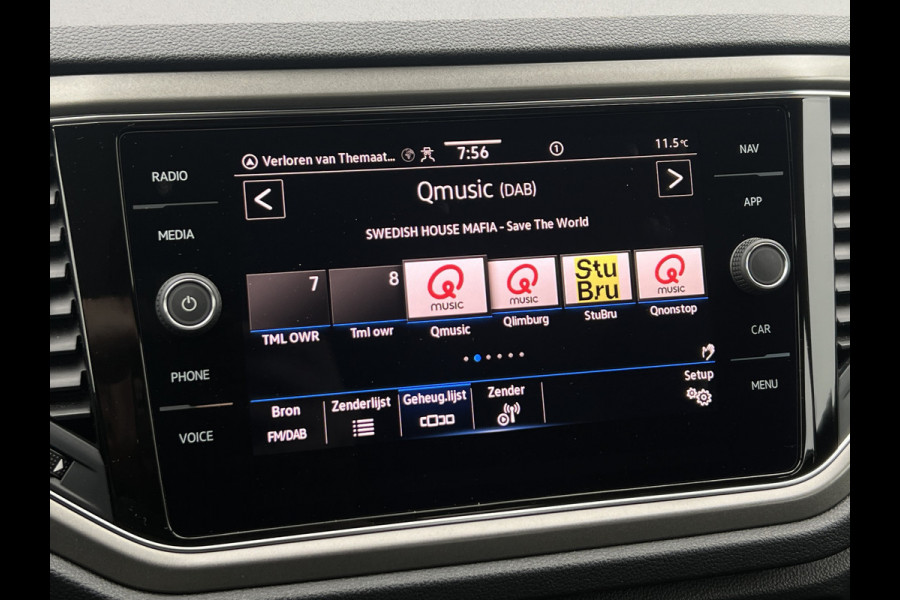 Verloren van Themaat...
7:56
1
11.5°C
RADIO
MEDIA
PHONE
VOICE
NAV
APP
CAR
MENU
< Qmusic (DAB) >
SWEDISH HOUSE MAFIA - Save The World
7 8
MUSIC MUSIC Stu Bru MUSIC
TML OWR Tml owr Qmusic Qlimburg StuBru Qnonstop
Setup
Bron Zenderlijst Geheug.lijst Zender
FM/DAB